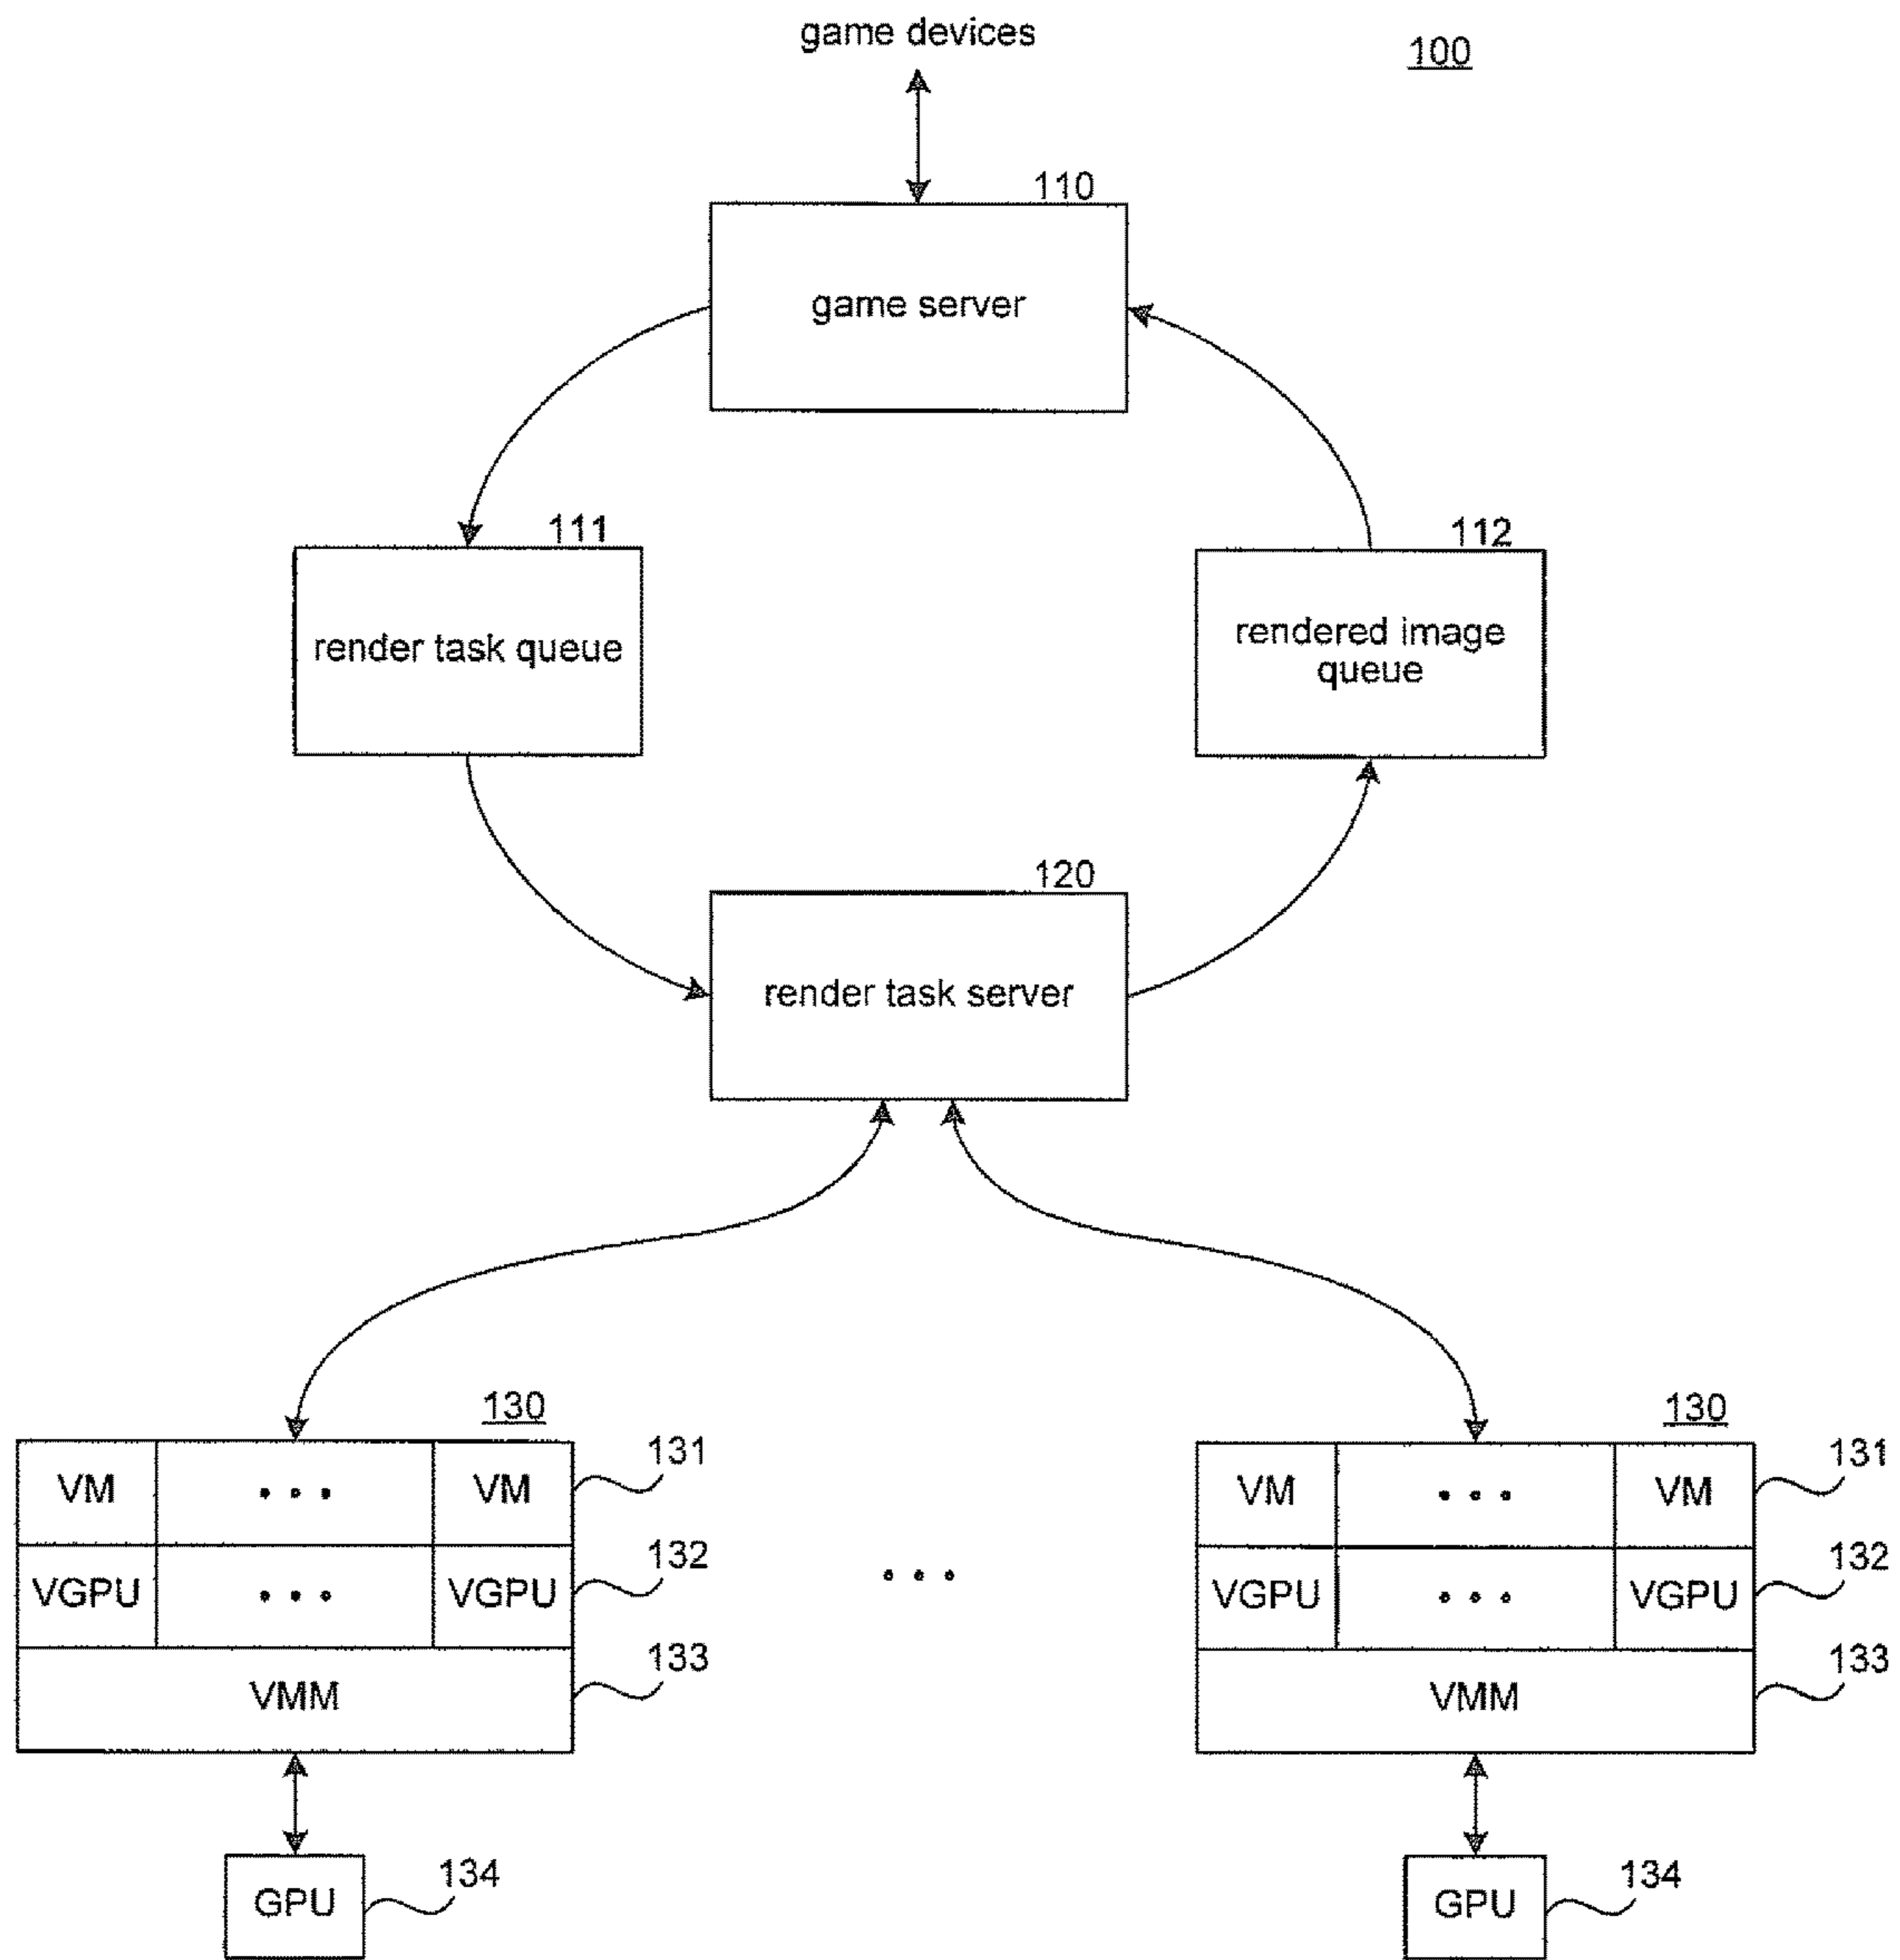 game devices
100
110
game server
111
render task queue
112
rendered image
queue
120
render task server
130
VM
• • •
VM
131
VGPU
• • •
VGPU
132
VMM
133
GPU
134
• • •
130
VM
• • •
VM
131
VGPU
• • •
VGPU
132
VMM
133
GPU
134